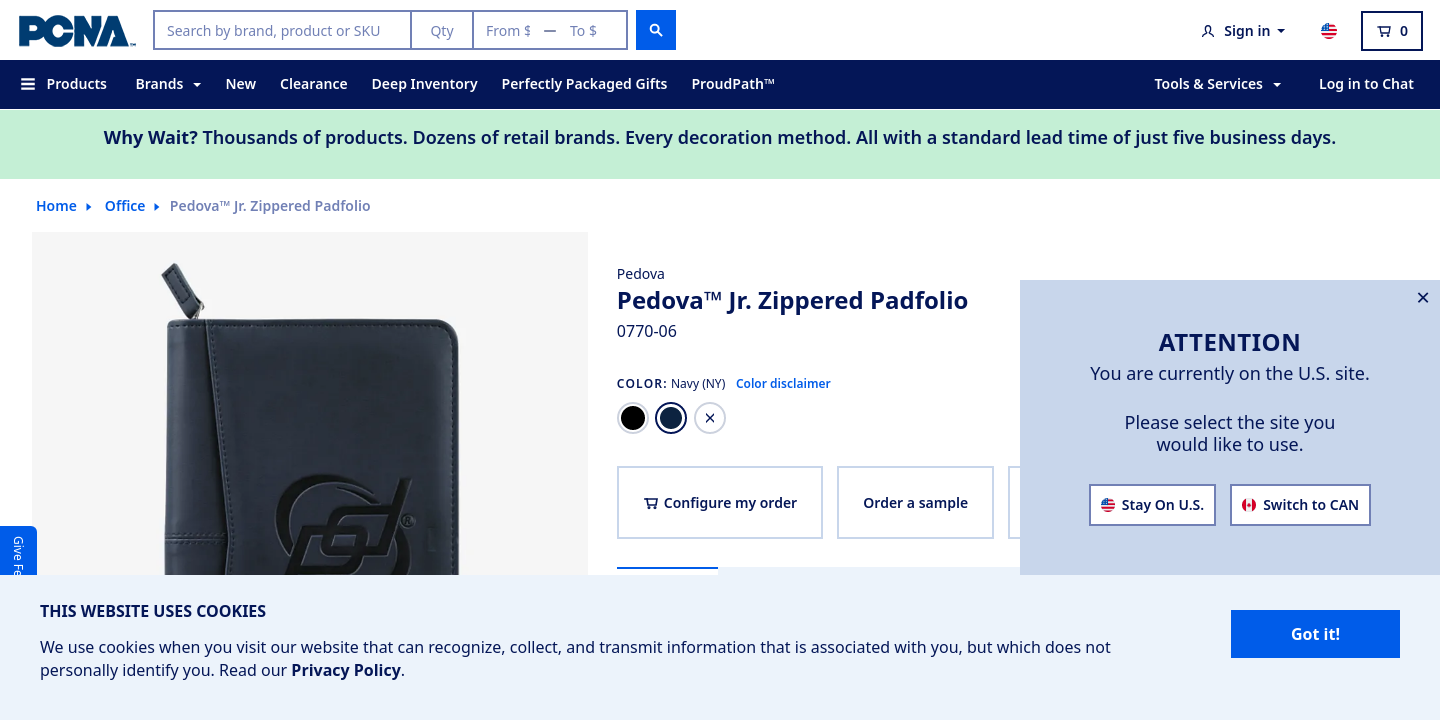 PCNA™
Search by brand, product or SKU
Qty
From $ — To $
Sign in
0
Products
Brands
New
Clearance
Deep Inventory
Perfectly Packaged Gifts
ProudPath™
Tools & Services
Log in to Chat
Why Wait? Thousands of products. Dozens of retail brands. Every decoration method. All with a standard lead time of just five business days.
Home
Office
Pedova™ Jr. Zippered Padfolio
Pedova
Pedova™ Jr. Zippered Padfolio
0770-06
COLOR: Navy (NY) Color disclaimer
Configure my order
Order a sample
ATTENTION
You are currently on the U.S. site.
Please select the site you
would like to use.
Stay On U.S.
Switch to CAN
®
Give Fe
THIS WEBSITE USES COOKIES
We use cookies when you visit our website that can recognize, collect, and transmit information that is associated with you, but which does not
personally identify you. Read our Privacy Policy.
Got it!